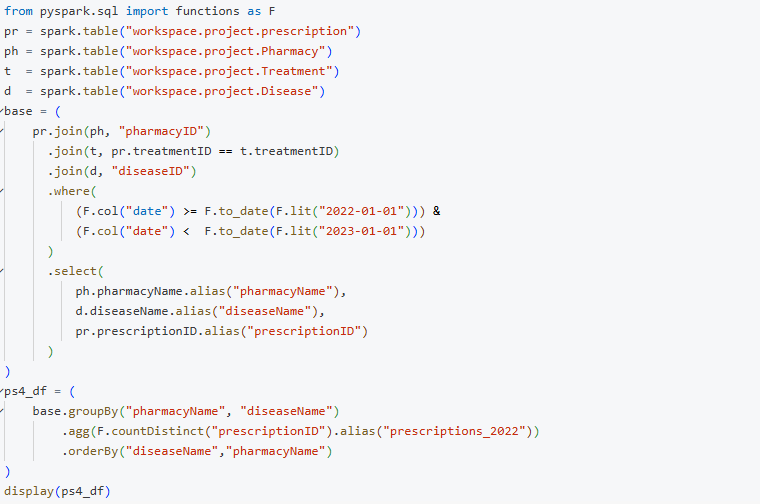 from pyspark.sql import functions as F
pr = spark.table("workspace.project.prescription")
ph = spark.table("workspace.project.Pharmacy")
t  = spark.table("workspace.project.Treatment")
d  = spark.table("workspace.project.Disease")
base = (
    pr.join(ph, "pharmacyID")
      .join(t, pr.treatmentID == t.treatmentID)
      .join(d, "diseaseID")
      .where(
          (F.col("date") >= F.to_date(F.lit("2022-01-01"))) &
          (F.col("date") <  F.to_date(F.lit("2023-01-01")))
      )
      .select(
          ph.pharmacyName.alias("pharmacyName"),
          d.diseaseName.alias("diseaseName"),
          pr.prescriptionID.alias("prescriptionID")
      )
)
ps4_df = (
    base.groupBy("pharmacyName", "diseaseName")
        .agg(F.countDistinct("prescriptionID").alias("prescriptions_2022"))
        .orderBy("diseaseName","pharmacyName")
)
display(ps4_df)